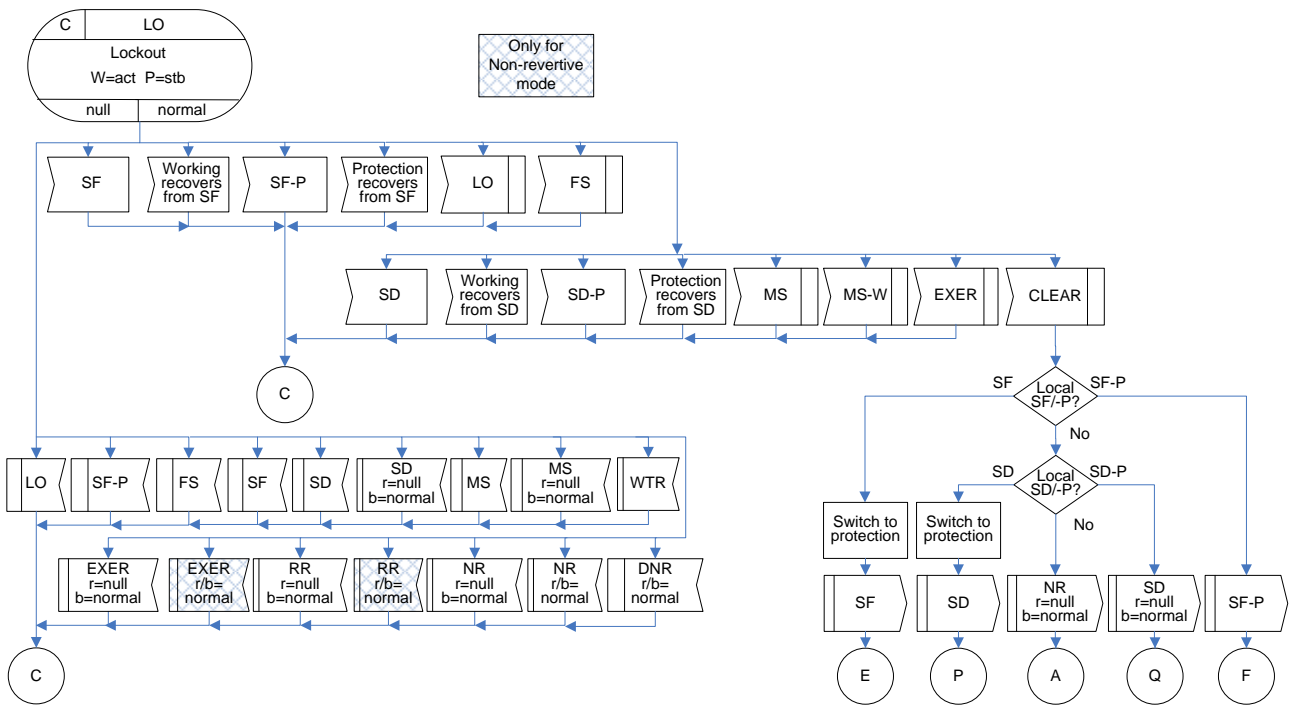 C
LO
Lockout
W=act P=stb
null
normal
Only for
Non-revertive
mode
SF
Working
recovers
from SF
SF-P
Protection
recovers
from SF
LO
FS
SD
Working
recovers
from SD
SD-P
Protection
recovers
from SD
MS
MS-W
EXER
CLEAR
C
SF
Local
SF/-P?
SF-P
No
SD
Local
SD/-P?
SD-P
No
LO
SF-P
FS
SF
SD
SD
r=null
b=normal
MS
MS
r=null
b=normal
WTR
Switch to
protection
Switch to
protection
EXER
r=null
b=normal
EXER
r/b=
normal
RR
r=null
b=normal
RR
r/b=
normal
NR
r=null
b=normal
NR
r/b=
normal
DNR
r/b=
normal
SF
SD
NR
r=null
b=normal
SD
r=null
b=normal
SF-P
C
E
P
A
Q
F